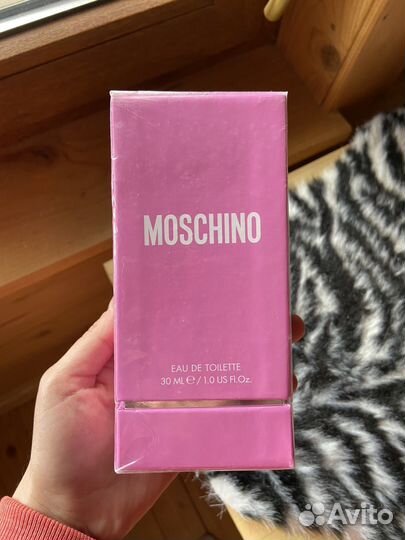 MOSCHINO
EAU DE TOILETTE
30 ML ℮ / 1.0 US Fl.Oz.
Avito